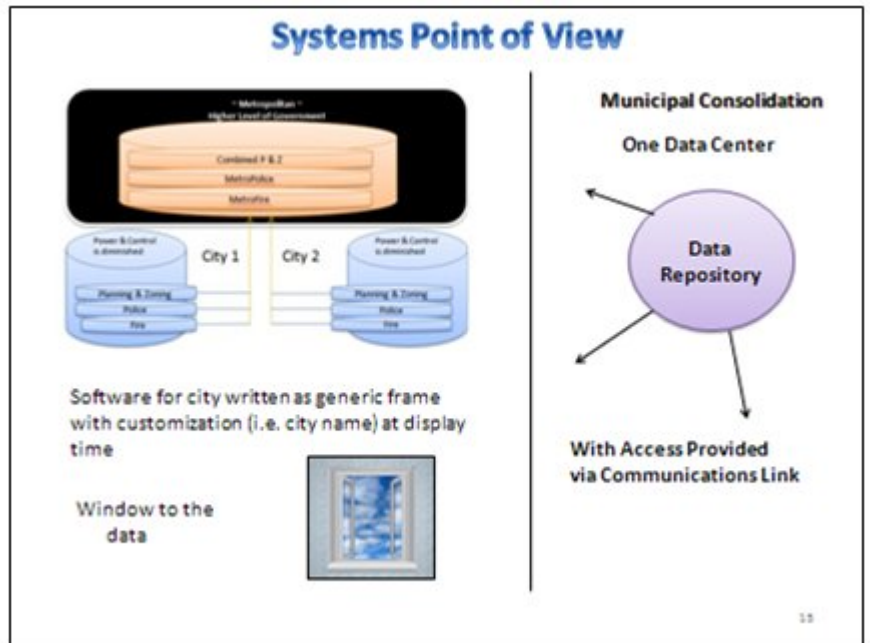 Systems Point of View
~ Metropolitan ~
Higher Level of Government
Combined P & Z
MetroPolice
MetroFire
Power & Control
is diminished
City 1
City 2
Power & Control
is diminished
Planning & Zoning
Police
Fire
Planning & Zoning
Police
Fire
Software for city written as generic frame
with customization (i.e. city name) at display
time
Window to the
data
Municipal Consolidation
One Data Center
Data
Repository
With Access Provided
via Communications Link